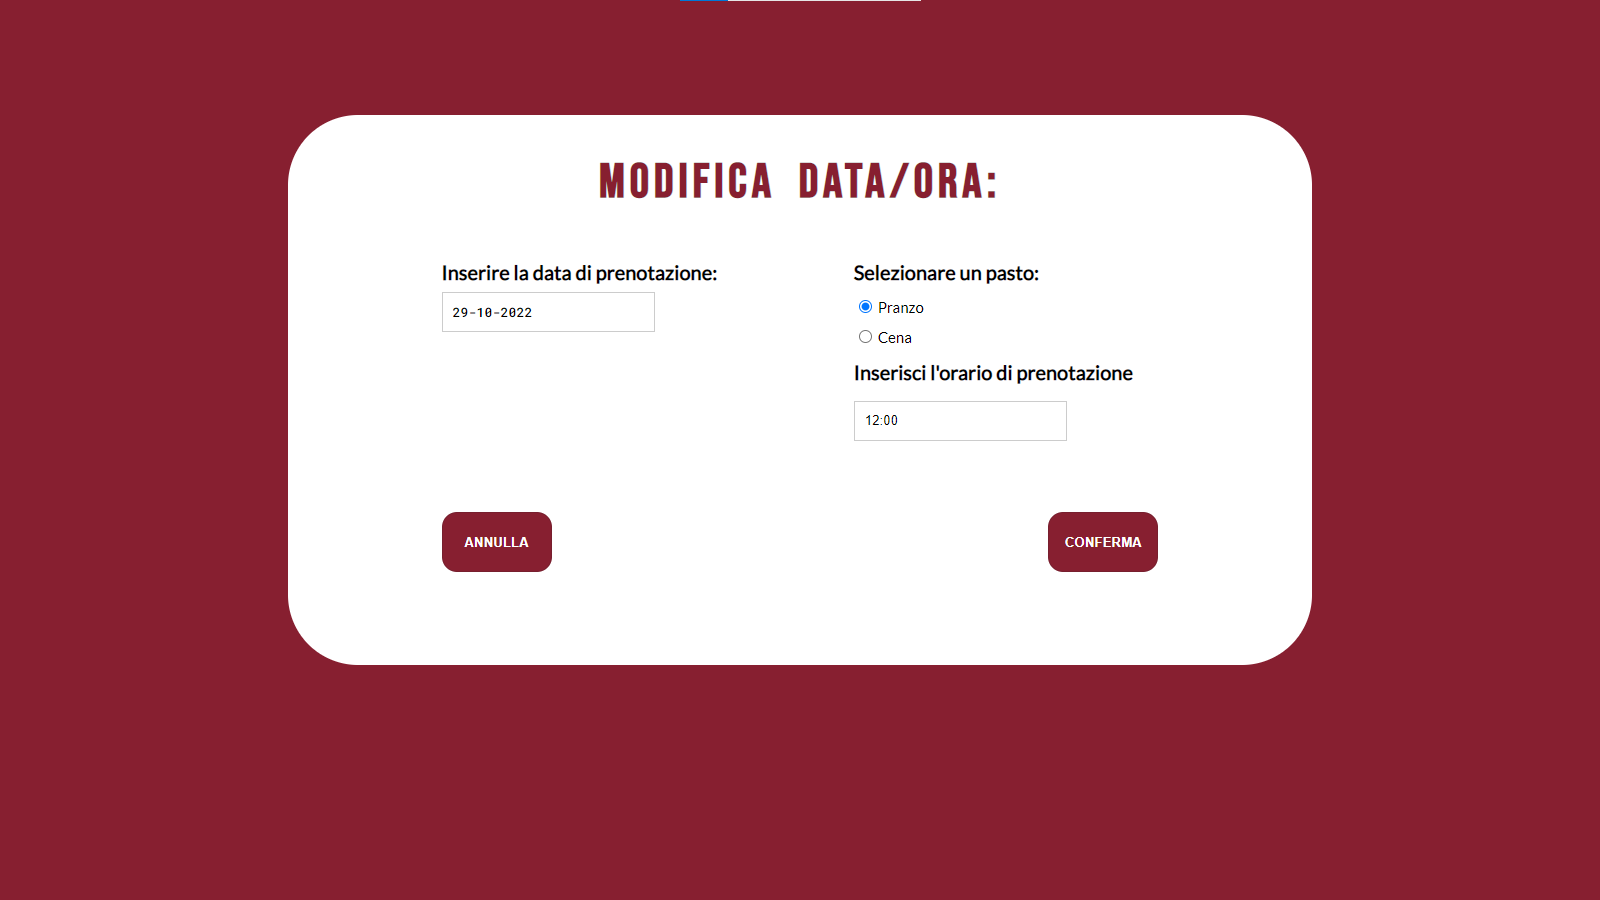 MODIFICA DATA/ORA:
Inserire la data di prenotazione:
29-10-2022
Selezionare un pasto:
Pranzo
Cena
Inserisci l'orario di prenotazione
12:00
ANNULLA
CONFERMA